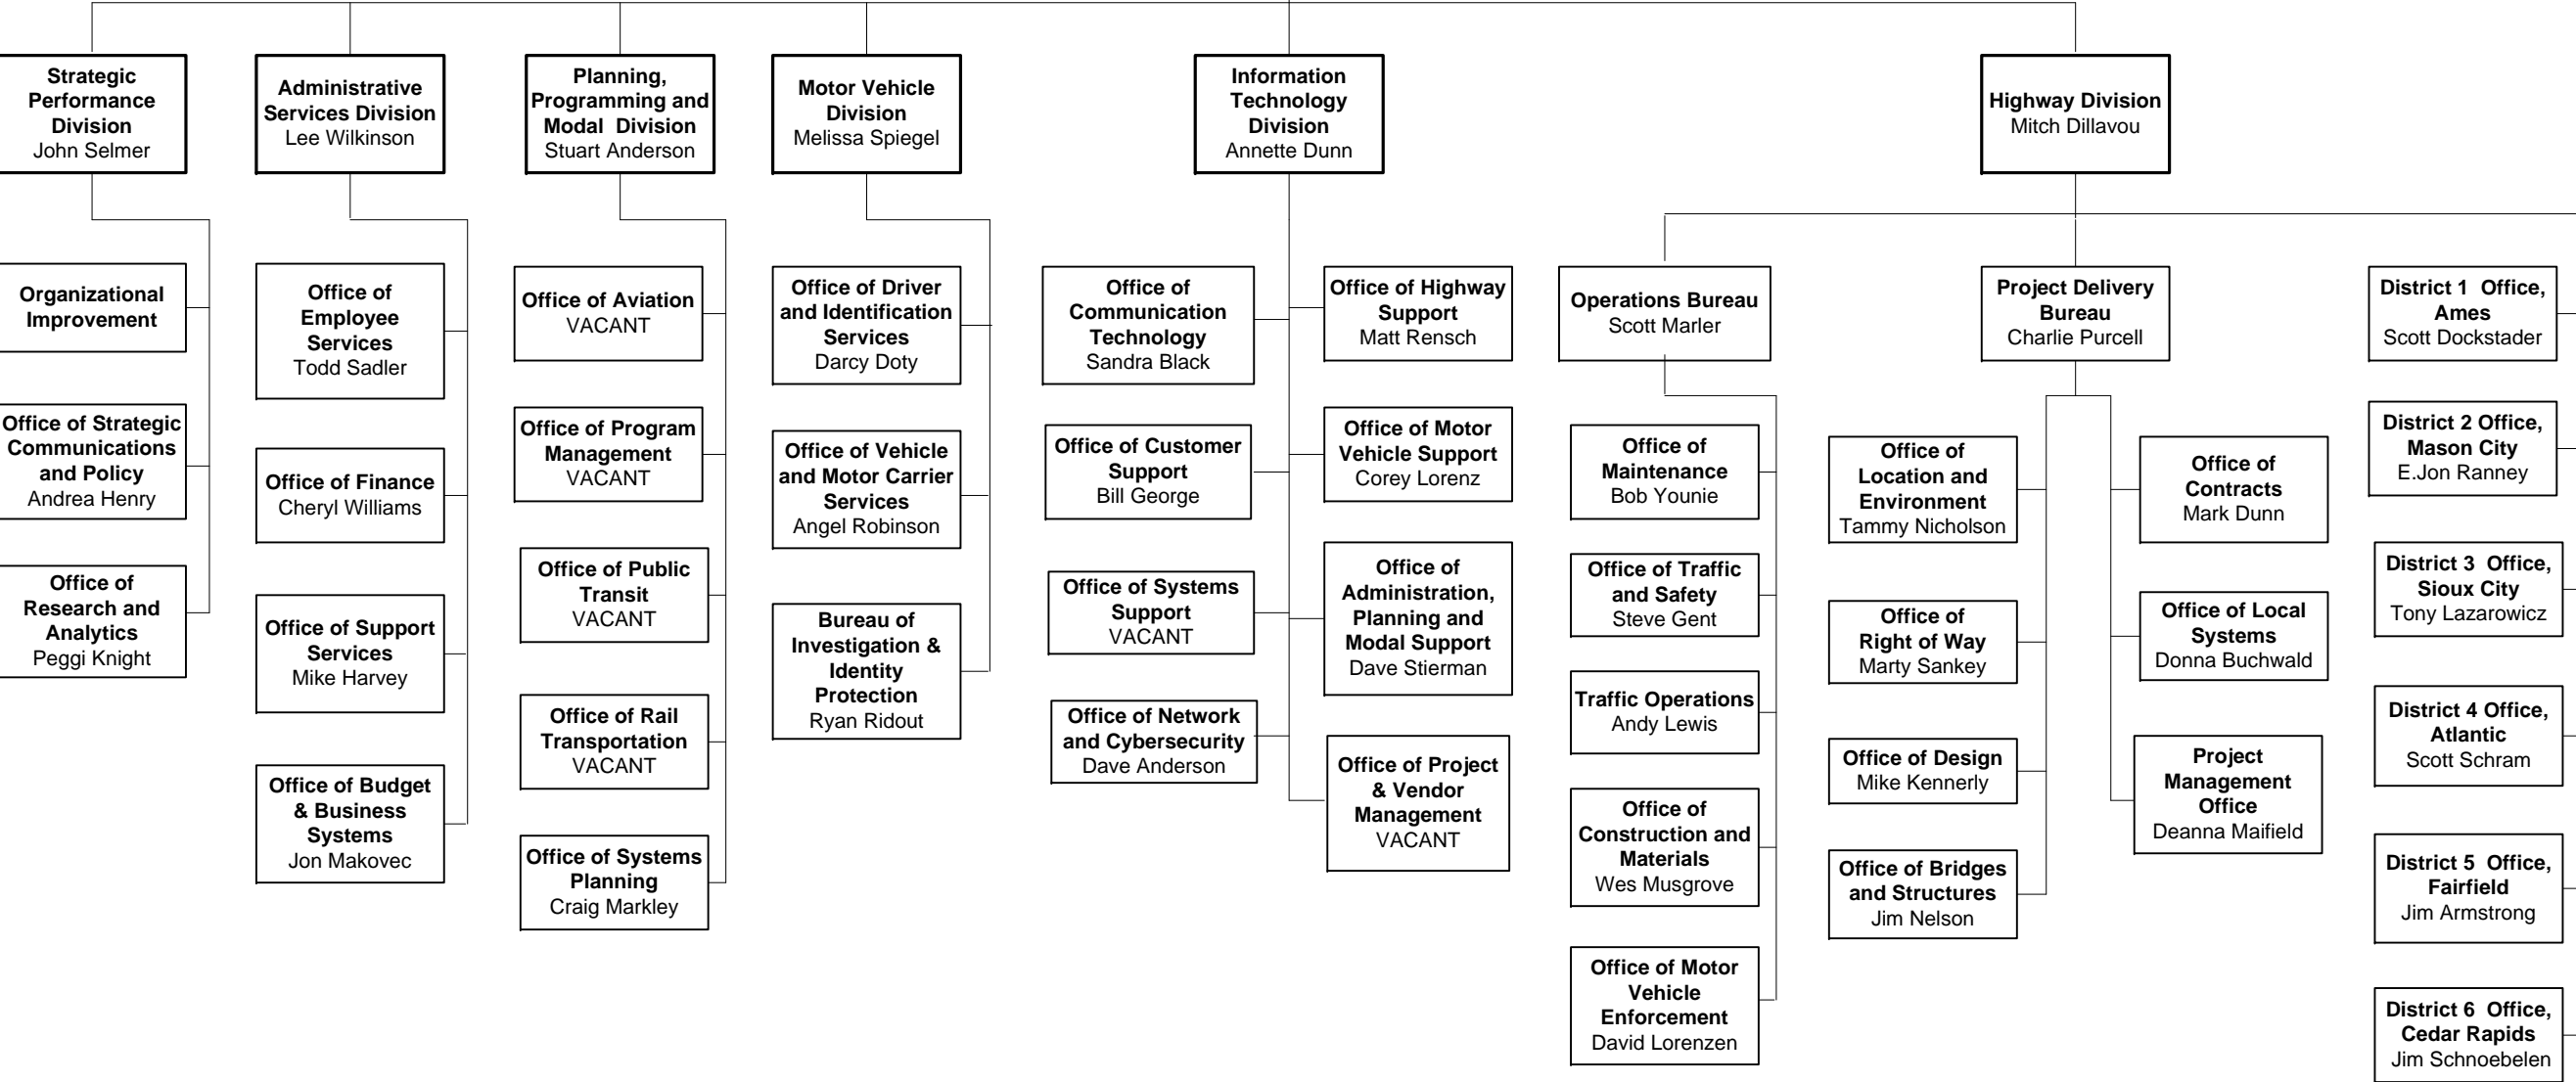 Strategic
Performance
Division
John Selmer
Administrative
Services Division
Lee Wilkinson
Planning,
Programming and
Modal Division
Stuart Anderson
Motor Vehicle
Division
Melissa Spiegel
Information
Technology
Division
Annette Dunn
Highway Division
Mitch Dillavou
Organizational
Improvement
Office of Strategic
Communications
and Policy
Andrea Henry
Office of
Research and
Analytics
Peggi Knight
Office of
Employee
Services
Todd Sadler
Office of Finance
Cheryl Williams
Office of Support
Services
Mike Harvey
Office of Budget
& Business
Systems
Jon Makovec
Office of Aviation
VACANT
Office of Program
Management
VACANT
Office of Public
Transit
VACANT
Office of Rail
Transportation
VACANT
Office of Systems
Planning
Craig Markley
Office of Driver
and Identification
Services
Darcy Doty
Office of Vehicle
and Motor Carrier
Services
Angel Robinson
Bureau of
Investigation &
Identity
Protection
Ryan Ridout
Office of
Communication
Technology
Sandra Black
Office of Customer
Support
Bill George
Office of Systems
Support
VACANT
Office of Network
and Cybersecurity
Dave Anderson
Office of Highway
Support
Matt Rensch
Office of Motor
Vehicle Support
Corey Lorenz
Office of
Administration,
Planning and
Modal Support
Dave Stierman
Office of Project
& Vendor
Management
VACANT
Operations Bureau
Scott Marler
Office of
Maintenance
Bob Younie
Office of Traffic
and Safety
Steve Gent
Traffic Operations
Andy Lewis
Office of
Construction and
Materials
Wes Musgrove
Office of Motor
Vehicle
Enforcement
David Lorenzen
Project Delivery
Bureau
Charlie Purcell
Office of
Location and
Environment
Tammy Nicholson
Office of
Right of Way
Marty Sankey
Office of Design
Mike Kennerly
Office of Bridges
and Structures
Jim Nelson
Office of
Contracts
Mark Dunn
Office of Local
Systems
Donna Buchwald
Project
Management
Office
Deanna Maifield
District 1 Office,
Ames
Scott Dockstader
District 2 Office,
Mason City
E.Jon Ranney
District 3 Office,
Sioux City
Tony Lazarowicz
District 4 Office,
Atlantic
Scott Schram
District 5 Office,
Fairfield
Jim Armstrong
District 6 Office,
Cedar Rapids
Jim Schnoebelen